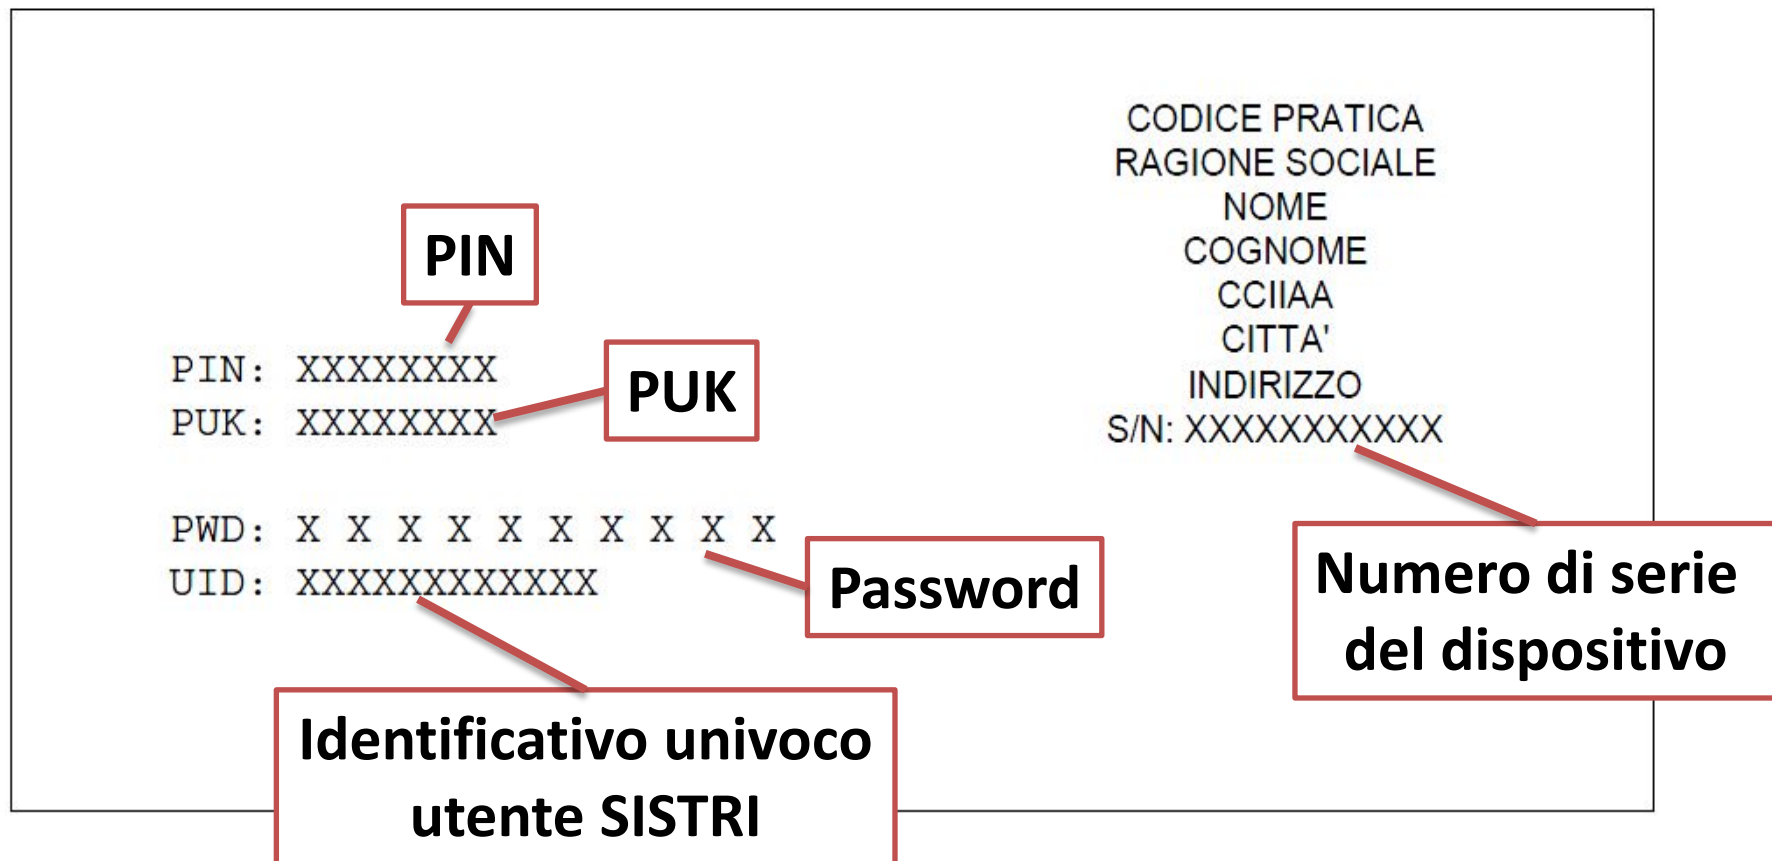 CODICE PRATICA
RAGIONE SOCIALE
NOME
COGNOME
CCIIAA
CITTA'
INDIRIZZO
S/N: XXXXXXXXXXX
PIN
PIN: XXXXXXXX
PUK
PUK: XXXXXXXX
PWD: X X X X X X X X X X
Password
UID: XXXXXXXXXXXX
Numero di serie
del dispositivo
Identificativo univoco
utente SISTRI